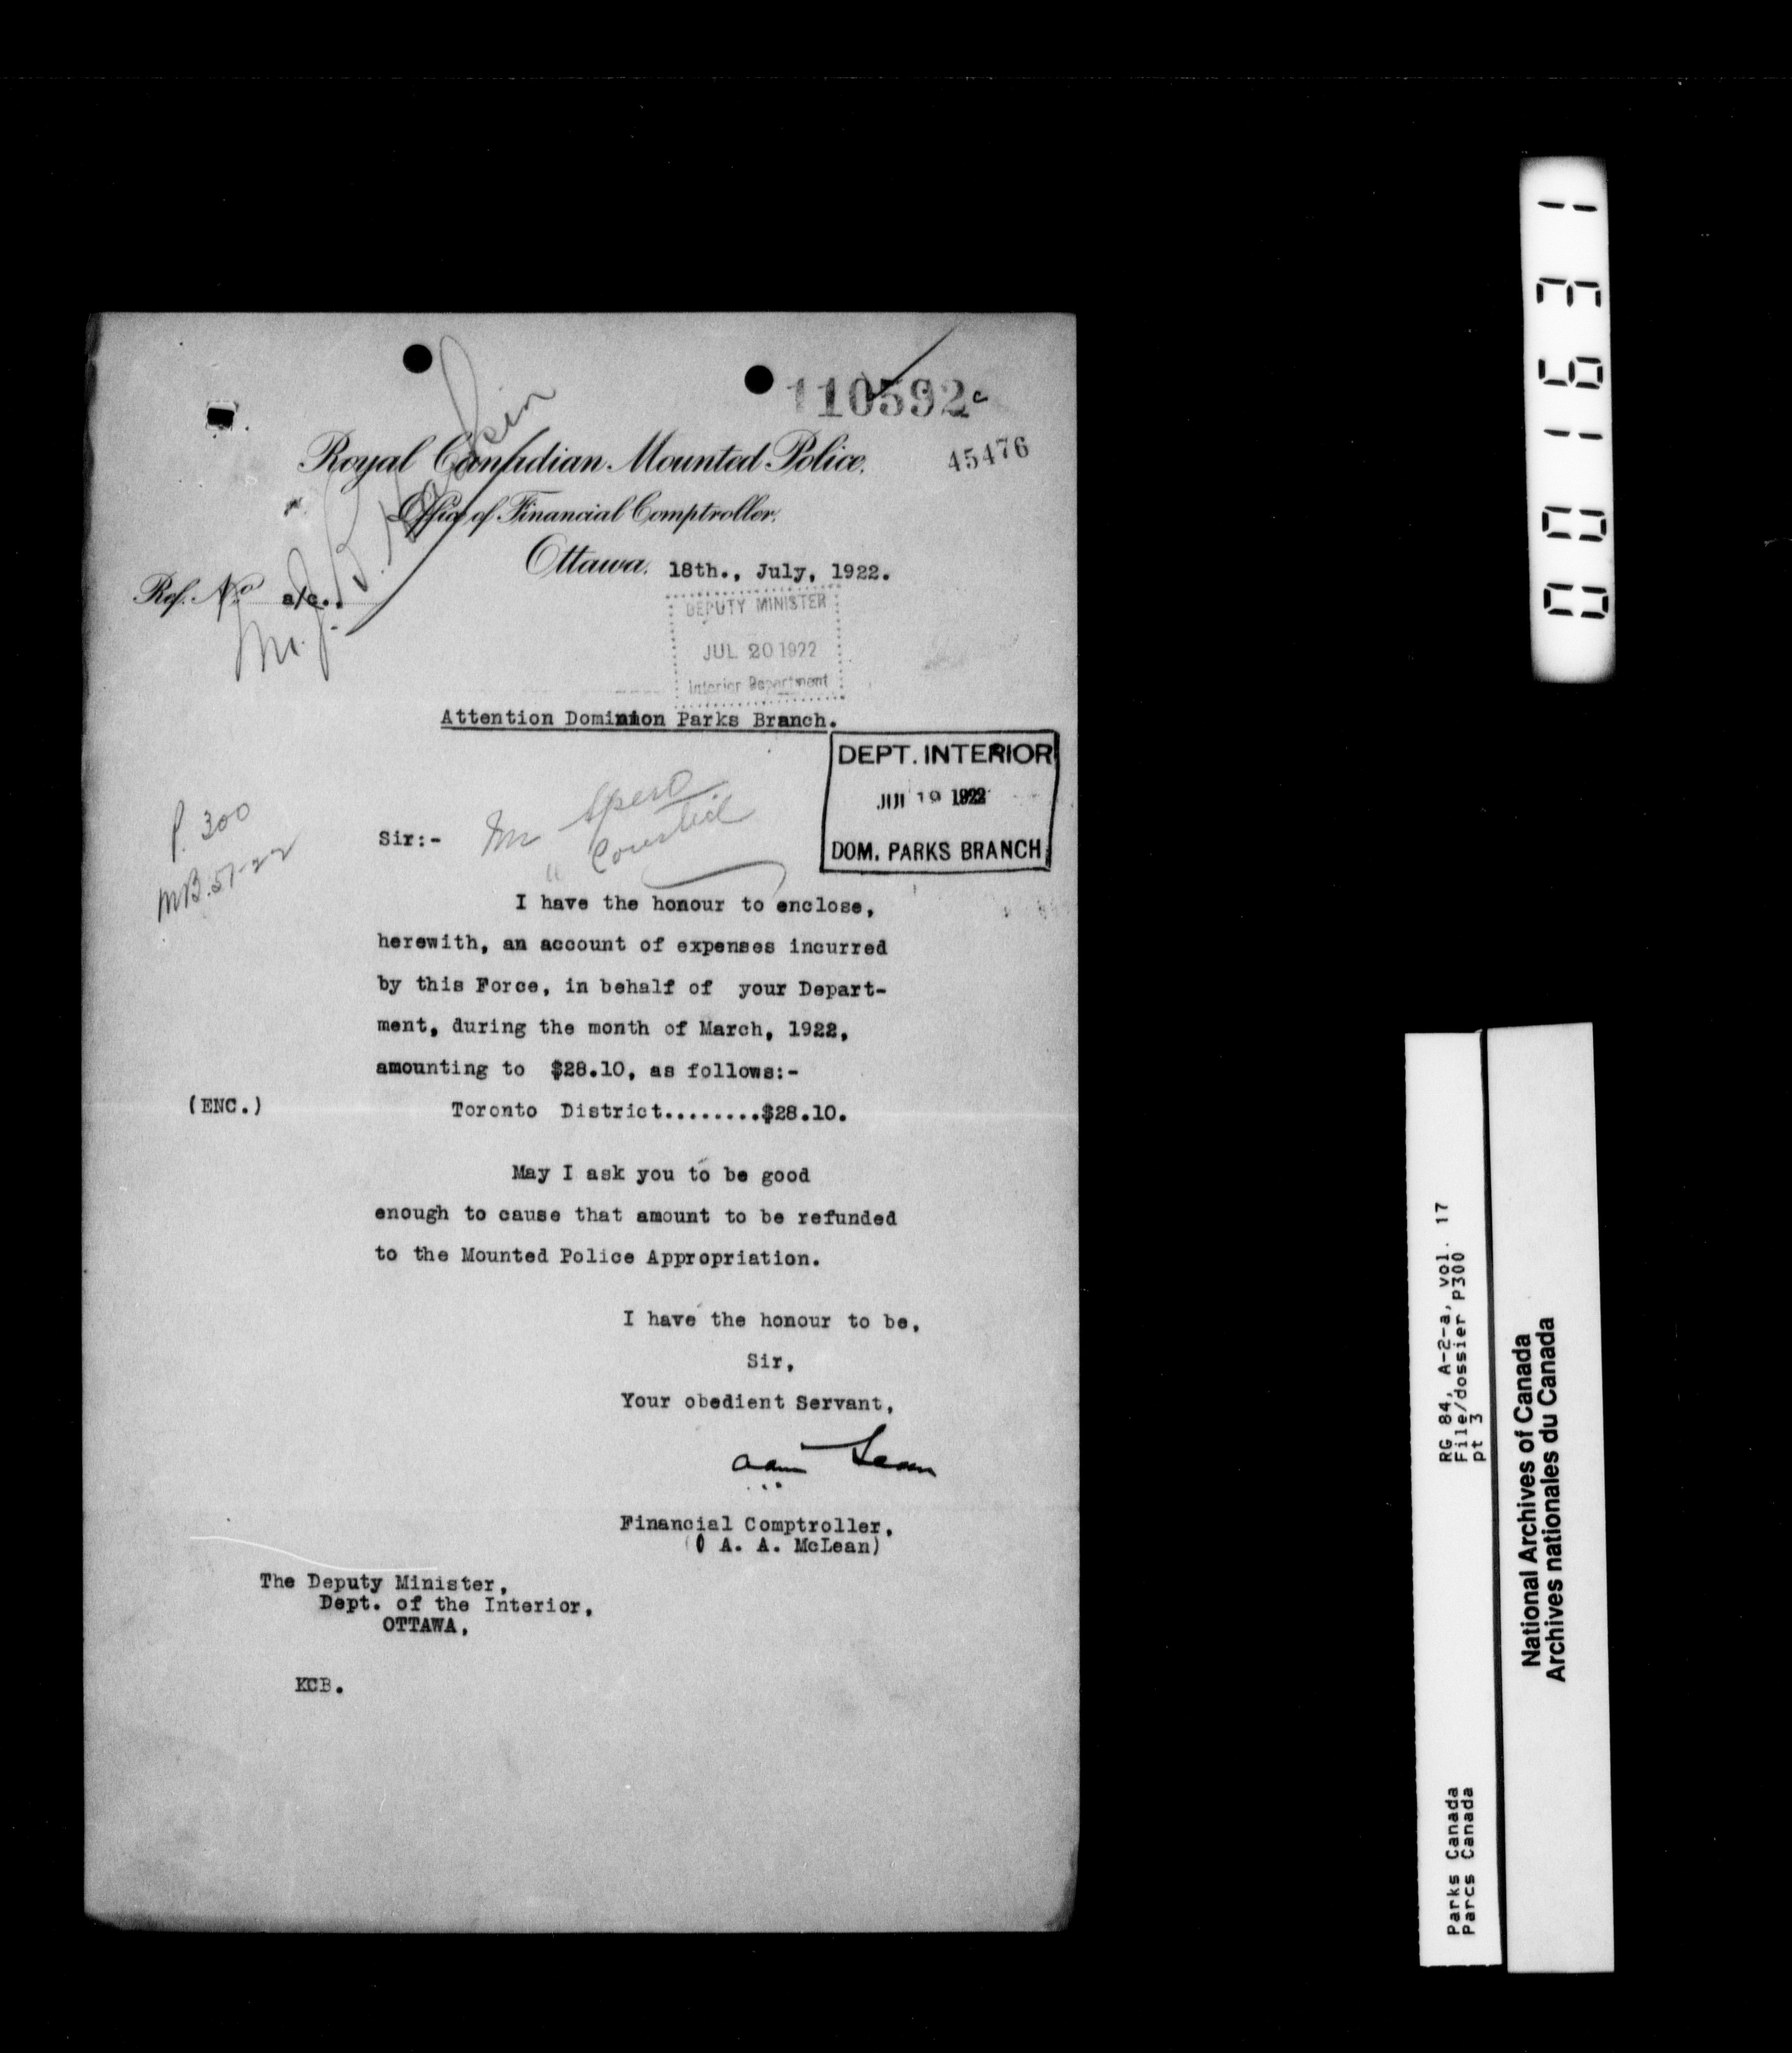 110592c
45476
Royal Canadian Mounted Police.
Office of Financial Comptroller.
Ottawa. 18th., July, 1922.
Ref. No a/c..
DEPUTY MINISTER
JUL 20 1922
Interior Department
Attention Dominion Parks Branch.
DEPT. INTERIOR
JUL 19 1922
DOM. PARKS BRANCH
P. 300
Sir:-
I have the honour to enclose,
herewith, an account of expenses incurred
by this Force, in behalf of your Depart-
ment, during the month of March, 1922,
amounting to $28.10, as follows:-
(ENC.) Toronto District........$28.10.
May I ask you to be good
enough to cause that amount to be refunded
to the Mounted Police Appropriation.
I have the honour to be,
Sir,
Your obedient Servant,
Financial Comptroller.
( A. A. McLean)
The Deputy Minister,
Dept. of the Interior,
OTTAWA.
KCB.
001631
RG 84, A-2-a, vol. 17
File/dossier P300
pt 3
Parks Canada
Parcs Canada
National Archives of Canada
Archives nationales du Canada